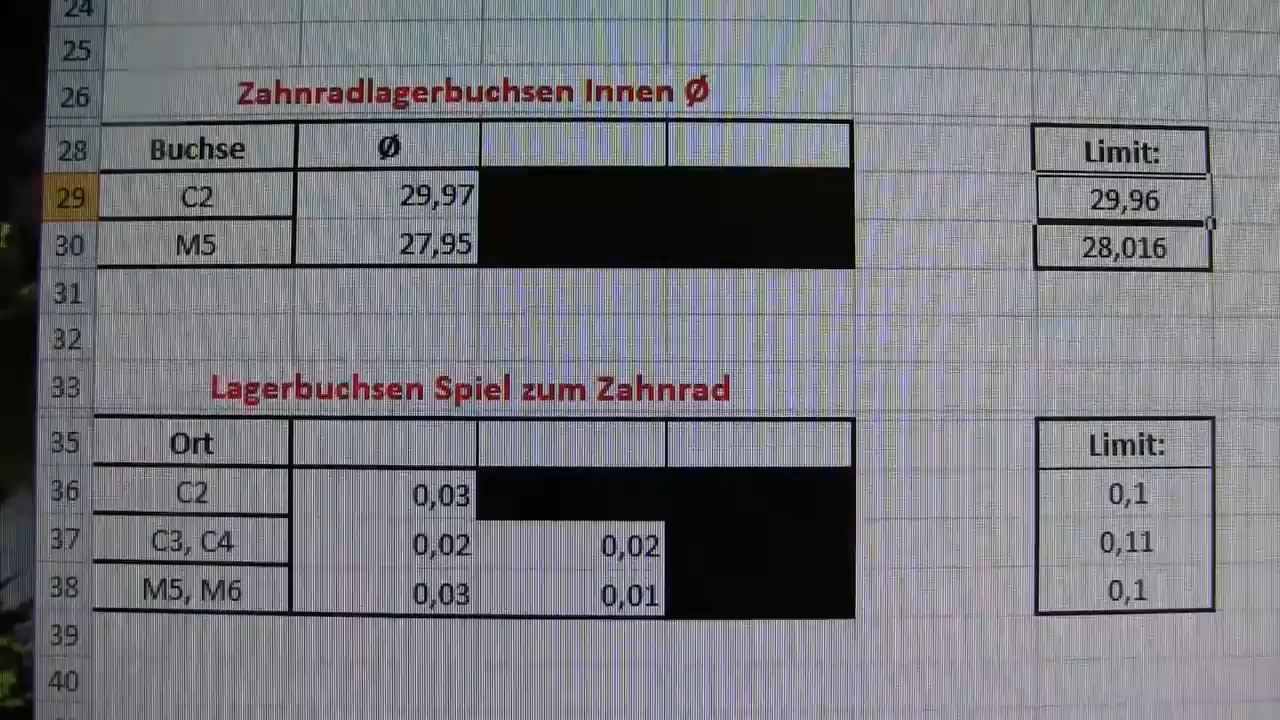 24
25
26 Zahnradlagerbuchsen Innen Ø
28 Buchse Ø Limit:
29 C2 29,97 29,96
30 M5 27,95 28,016
31
32
33 Lagerbuchsen Spiel zum Zahnrad
35 Ort Limit:
36 C2 0,03 0,1
37 C3, C4 0,02 0,02 0,11
38 M5, M6 0,03 0,01 0,1
39
40